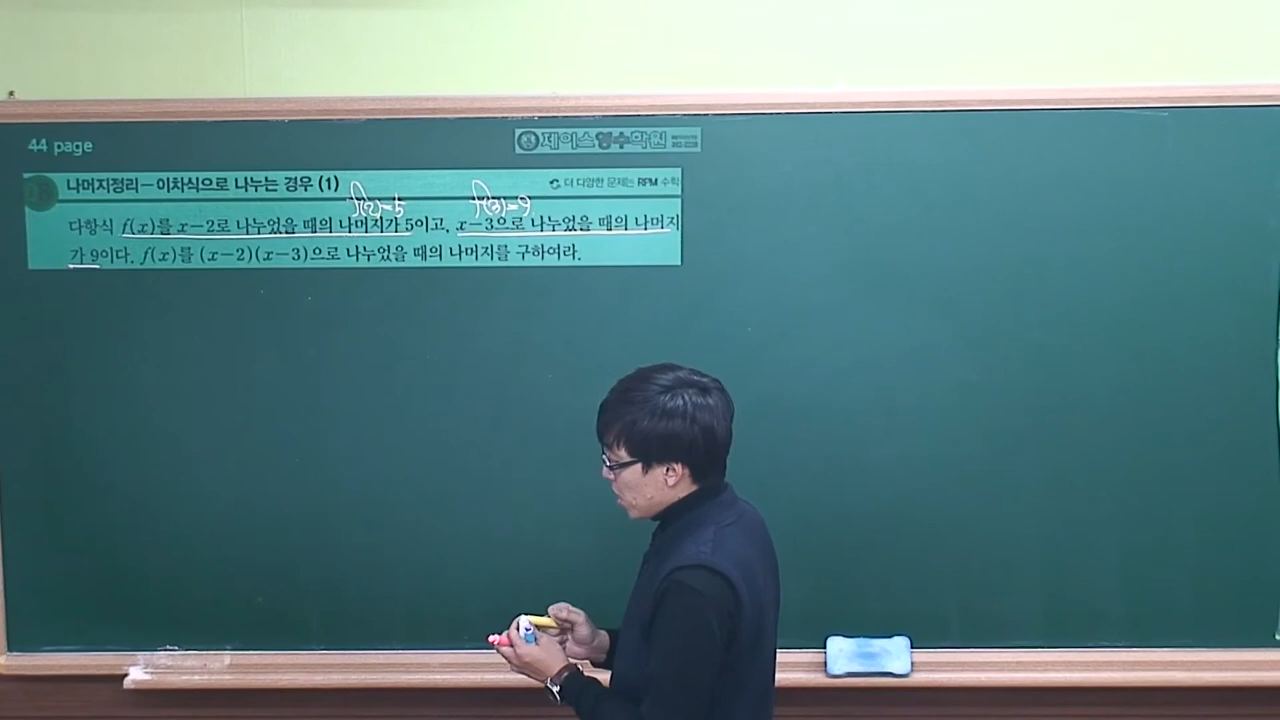 44 page
제이스영수학원
나머지정리-이차식으로 나누는 경우 (1)
더 다양한 문제는 RPM 수학
f(2)=5
f(3)=9
다항식 f(x)를 x-2로 나누었을 때의 나머지가 5이고, x-3으로 나누었을 때의 나머지
가 9이다. f(x)를 (x-2)(x-3)으로 나누었을 때의 나머지를 구하여라.